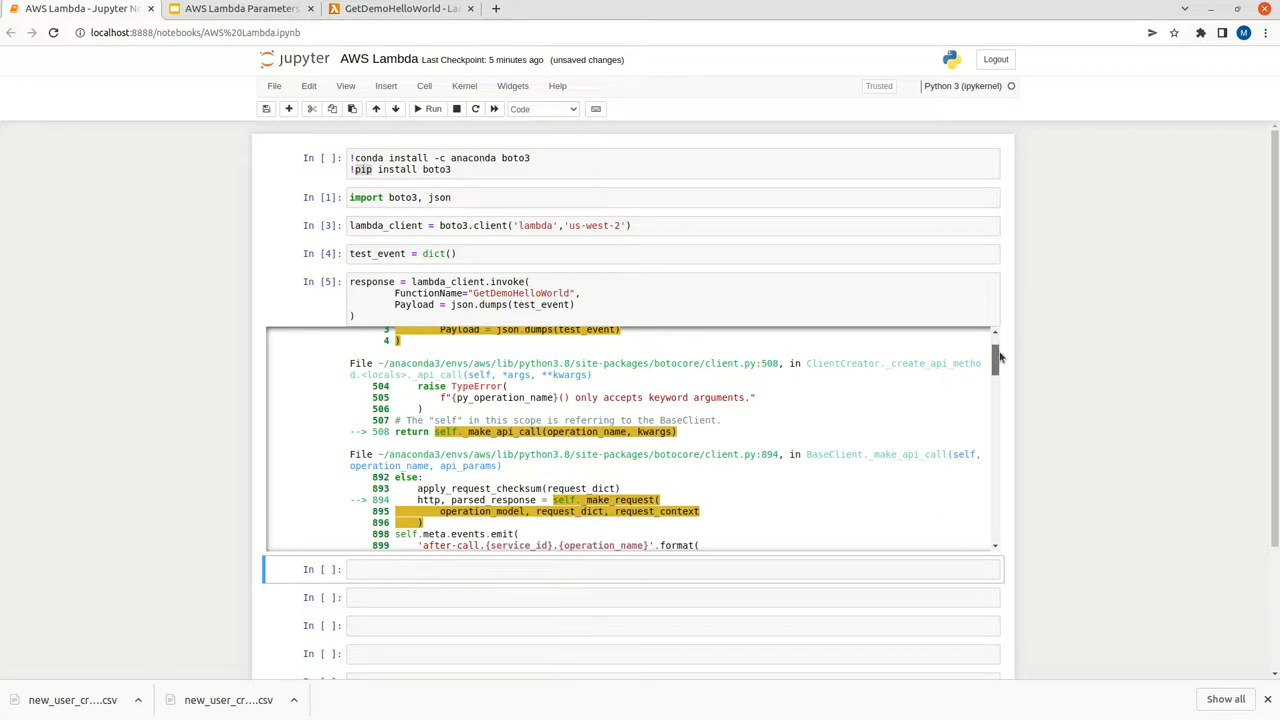 AWS Lambda - Jupyter No
AWS Lambda Parameters
GetDemoHelloWorld - La
localhost:8888/notebooks/AWS%20Lambda.ipynb
M
jupyter AWS Lambda Last Checkpoint: 5 minutes ago (unsaved changes)
Logout
File Edit View Insert Cell Kernel Widgets Help
Trusted
Python 3 (ipykernel)
Run
Code
In [ ]: !conda install -c anaconda boto3
!pip install boto3
In [1]: import boto3, json
In [3]: lambda_client = boto3.client('lambda','us-west-2')
In [4]: test_event = dict()
In [5]: response = lambda_client.invoke(
FunctionName="GetDemoHelloWorld",
Payload = json.dumps(test_event)
)
3 Payload = json.dumps(test_event)
4 )
File ~/anaconda3/envs/aws/lib/python3.8/site-packages/botocore/client.py:508, in ClientCreator._create_api_metho
d.<locals>._api_call(self, *args, **kwargs)
504 raise TypeError(
505 f"{py_operation_name}() only accepts keyword arguments."
506 )
507 # The "self" in this scope is referring to the BaseClient.
--> 508 return self._make_api_call(operation_name, kwargs)
File ~/anaconda3/envs/aws/lib/python3.8/site-packages/botocore/client.py:894, in BaseClient._make_api_call(self,
operation_name, api_params)
892 else:
893 apply_request_checksum(request_dict)
--> 894 http, parsed_response = self._make_request(
895 operation_model, request_dict, request_context
896 )
898 self.meta.events.emit(
899 'after-call.{service_id}.{operation_name}'.format(
In [ ]:
In [ ]:
In [ ]:
In [ ]:
new_user_cr....csv
new_user_cr....csv
Show all